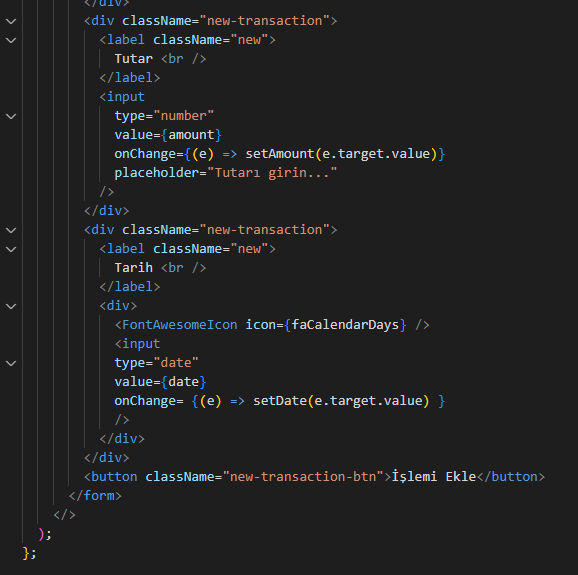 </div>
<div className="new-transaction">
<label className="new">
Tutar <br />
</label>
<input
type="number"
value={amount}
onChange={(e) => setAmount(e.target.value)}
placeholder="Tutarı girin..."
/>
</div>
<div className="new-transaction">
<label className="new">
Tarih <br />
</label>
<div>
<FontAwesomeIcon icon={faCalendarDays} />
<input
type="date"
value={date}
onChange= {(e) => setDate(e.target.value) }
/>
</div>
</div>
<button className="new-transaction-btn">İşlemi Ekle</button>
</form>
</>
);
};